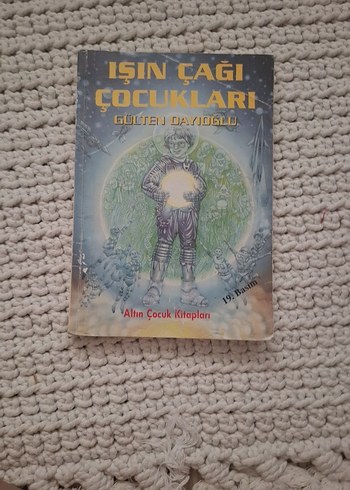 IŞIN ÇAĞI
ÇOCUKLARI
GÜLTEN DAYIOĞLU
19. Basım
Altın Çocuk Kitapları